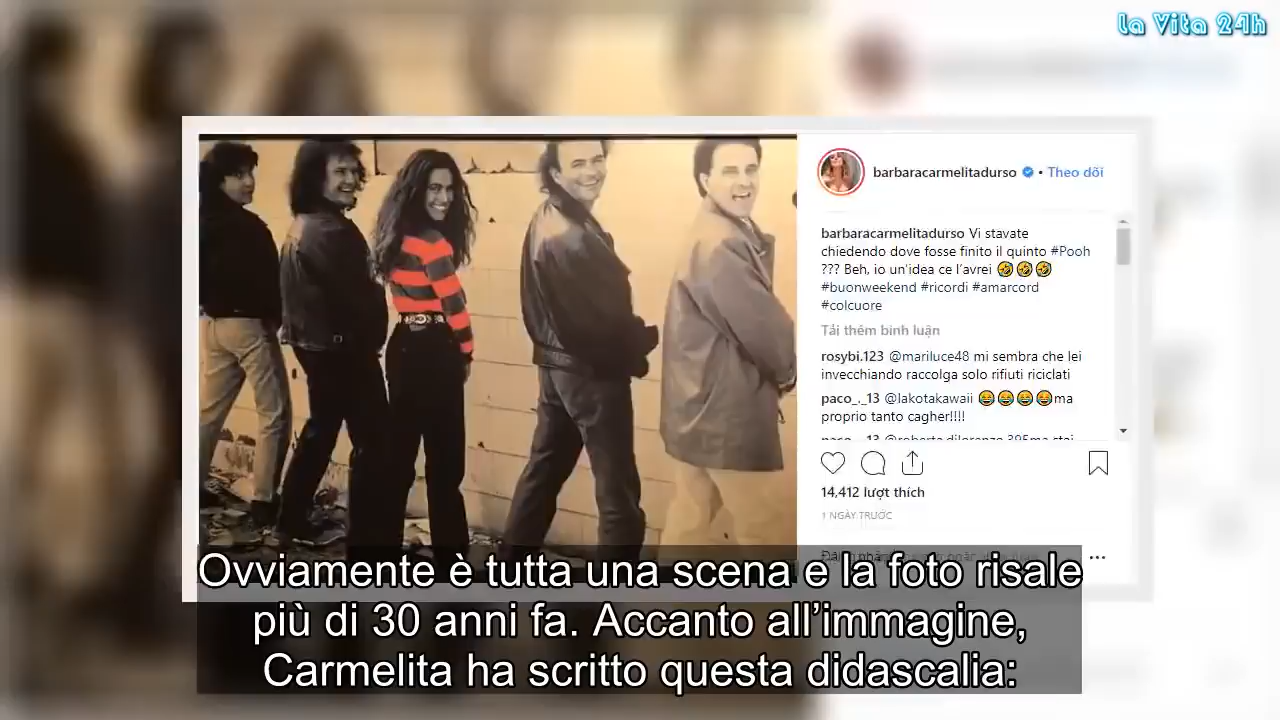 La Vita 24h
barbaracarmelitadurso • Theo dõi
barbaracarmelitadurso Vi stavate
chiedendo dove fosse finito il quinto #Pooh
??? Beh, io un'idea ce l'avrei 🤣🤣🤣
#buonweekend #ricordi #amarcord
#colcuore
Tải thêm bình luận
rosybi.123 @mariluce48 mi sembra che lei
invecchiando raccolga solo rifiuti riciclati
paco_._13 @lakotakawaii 😂😂😂😂ma
proprio tanto cagher!!!!
14,412 lượt thích
1 NGÀY TRƯỚC
Ovviamente è tutta una scena e la foto risale
più di 30 anni fa. Accanto all'immagine,
Carmelita ha scritto questa didascalia: